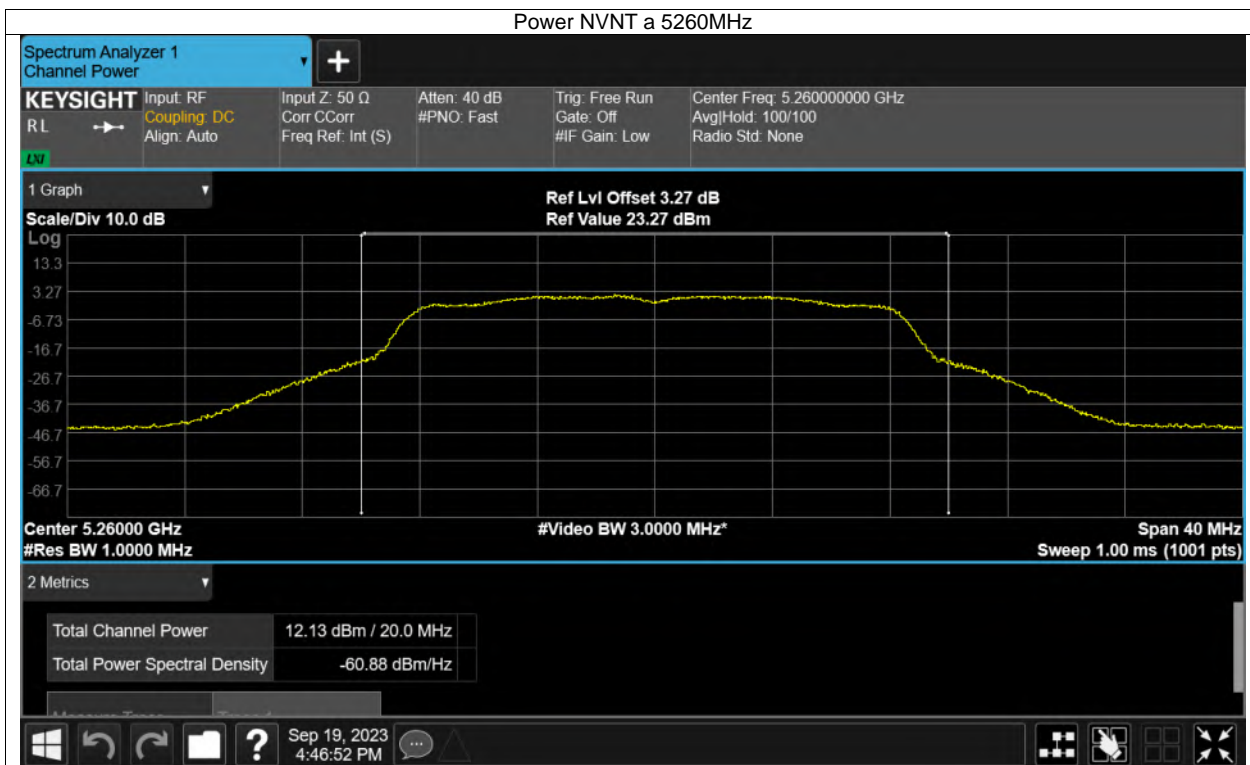 Power NVNT a 5260MHz
Spectrum Analyzer 1
Channel Power
+
KEYSIGHT
RL
LXI
Input: RF
Coupling: DC
Align: Auto
Input Z: 50 Ω
Corr CCorr
Freq Ref: Int (S)
Atten: 40 dB
#PNO: Fast
Trig: Free Run
Gate: Off
#IF Gain: Low
Center Freq: 5.260000000 GHz
Avg|Hold: 100/100
Radio Std: None
1 Graph
Scale/Div 10.0 dB
Ref Lvl Offset 3.27 dB
Ref Value 23.27 dBm
Log
13.3
3.27
-6.73
-16.7
-26.7
-36.7
-46.7
-56.7
-66.7
Center 5.26000 GHz
#Video BW 3.0000 MHz*
Span 40 MHz
#Res BW 1.0000 MHz
Sweep 1.00 ms (1001 pts)
2 Metrics
Total Channel Power 12.13 dBm / 20.0 MHz
Total Power Spectral Density -60.88 dBm/Hz
?
Sep 19, 2023
4:46:52 PM